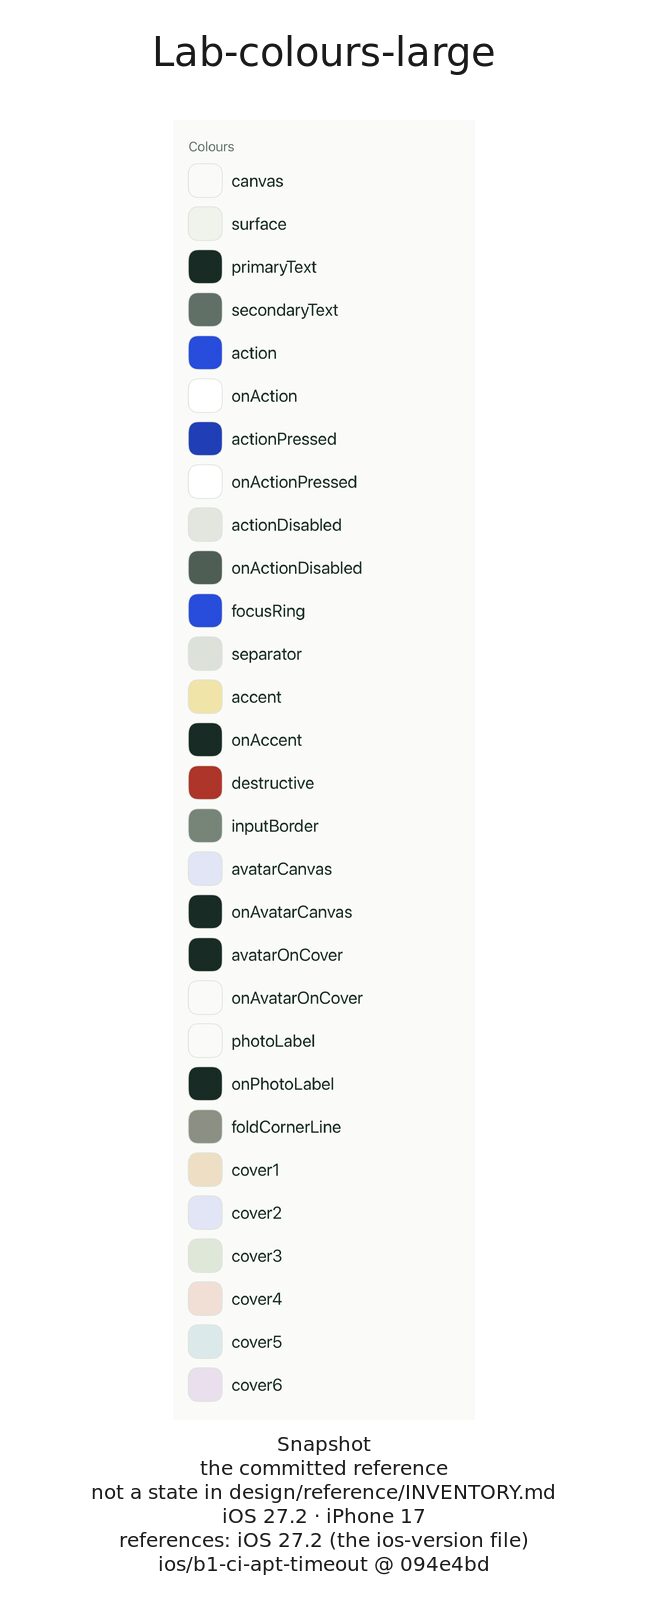 Lab-colours-large
Colours
canvas
surface
primaryText
secondaryText
action
onAction
actionPressed
onActionPressed
actionDisabled
onActionDisabled
focusRing
separator
accent
onAccent
destructive
inputBorder
avatarCanvas
onAvatarCanvas
avatarOnCover
onAvatarOnCover
photoLabel
onPhotoLabel
foldCornerLine
cover1
cover2
cover3
cover4
cover5
cover6
Snapshot
the committed reference
not a state in design/reference/INVENTORY.md
iOS 27.2 · iPhone 17
references: iOS 27.2 (the ios-version file)
ios/b1-ci-apt-timeout @ 094e4bd